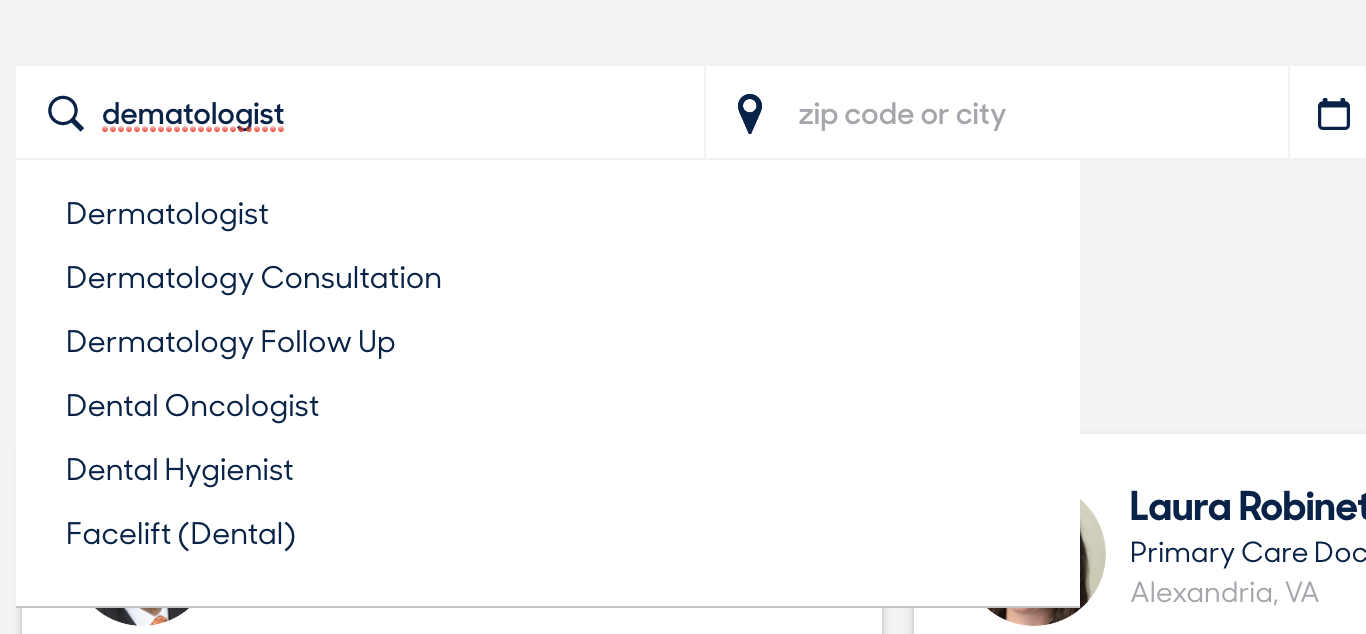 dematologist
zip code or city
Dermatologist
Dermatology Consultation
Dermatology Follow Up
Dental Oncologist
Dental Hygienist
Facelift (Dental)
Laura Robinet
Primary Care Doc
Alexandria, VA